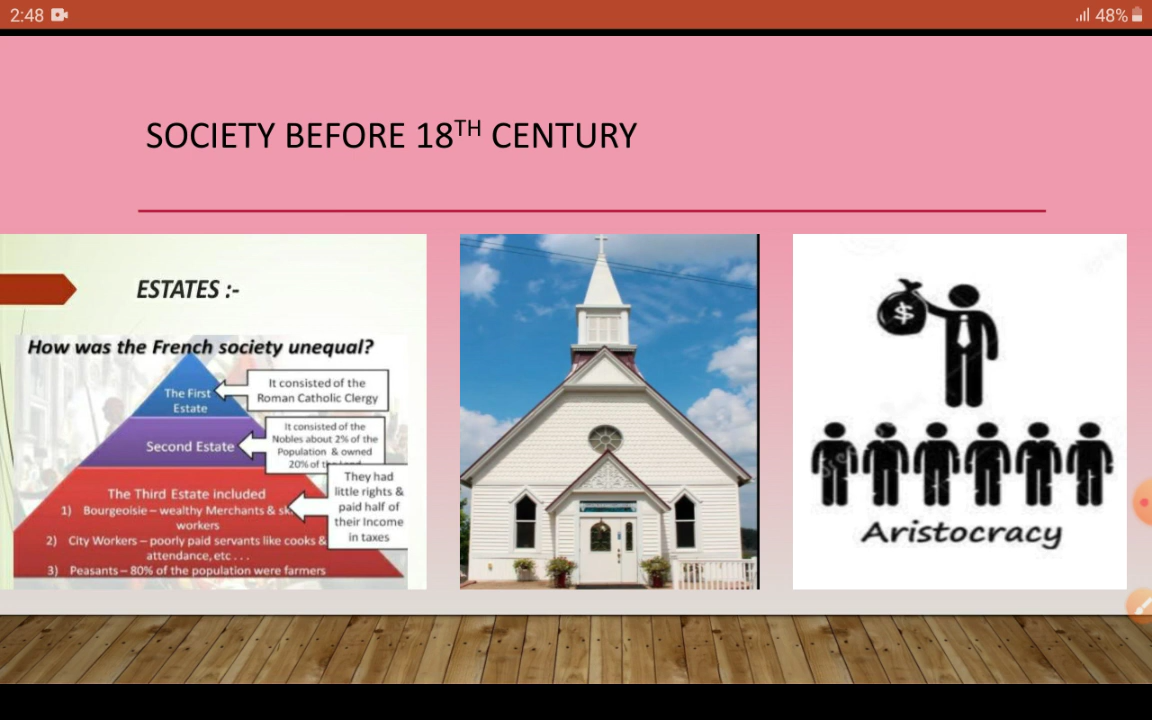 2:48
48%
SOCIETY BEFORE 18TH CENTURY
ESTATES :-
How was the French society unequal?
The First
Estate
It consisted of the
Roman Catholic Clergy
Second Estate
It consisted of the
Nobles about 2% of the
Population & owned
20% of
The Third Estate included
1) Bourgeoisie – wealthy Merchants &
workers
2) City Workers – poorly paid servants like cooks &
attendance, etc . . .
3) Peasants – 80% of the population were farmers
They had
little rights &
paid half of
their Income
in taxes
$
Aristocracy